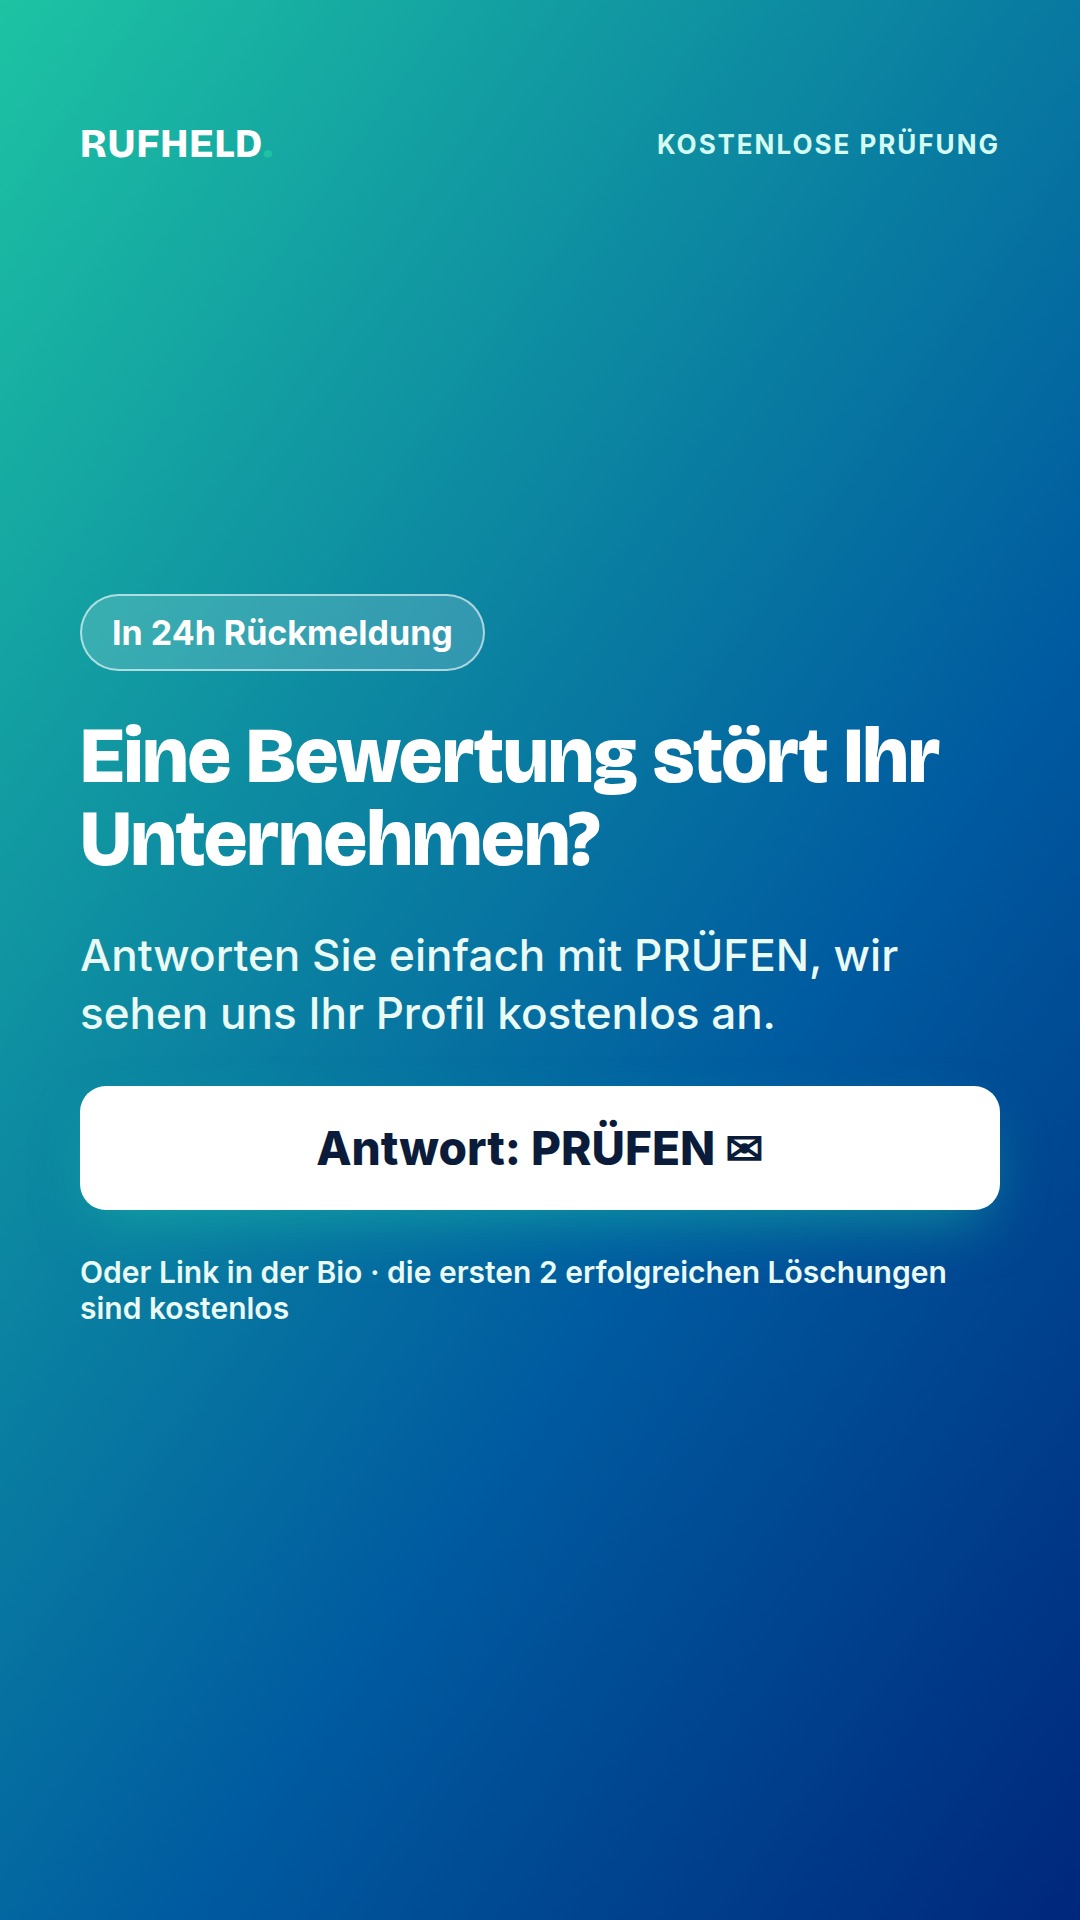 RUFHELD.
KOSTENLOSE PRÜFUNG
In 24h Rückmeldung
Eine Bewertung stört Ihr
Unternehmen?
Antworten Sie einfach mit PRÜFEN, wir
sehen uns Ihr Profil kostenlos an.
Antwort: PRÜFEN ✉
Oder Link in der Bio · die ersten 2 erfolgreichen Löschungen
sind kostenlos